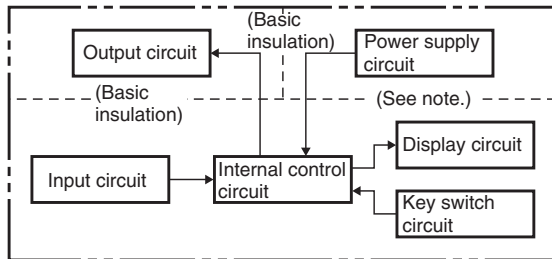 Output circuit
(Basic
insulation)
Power supply
circuit
(Basic
insulation)
(See note.)
Input circuit
Internal control
circuit
Display circuit
Key switch
circuit